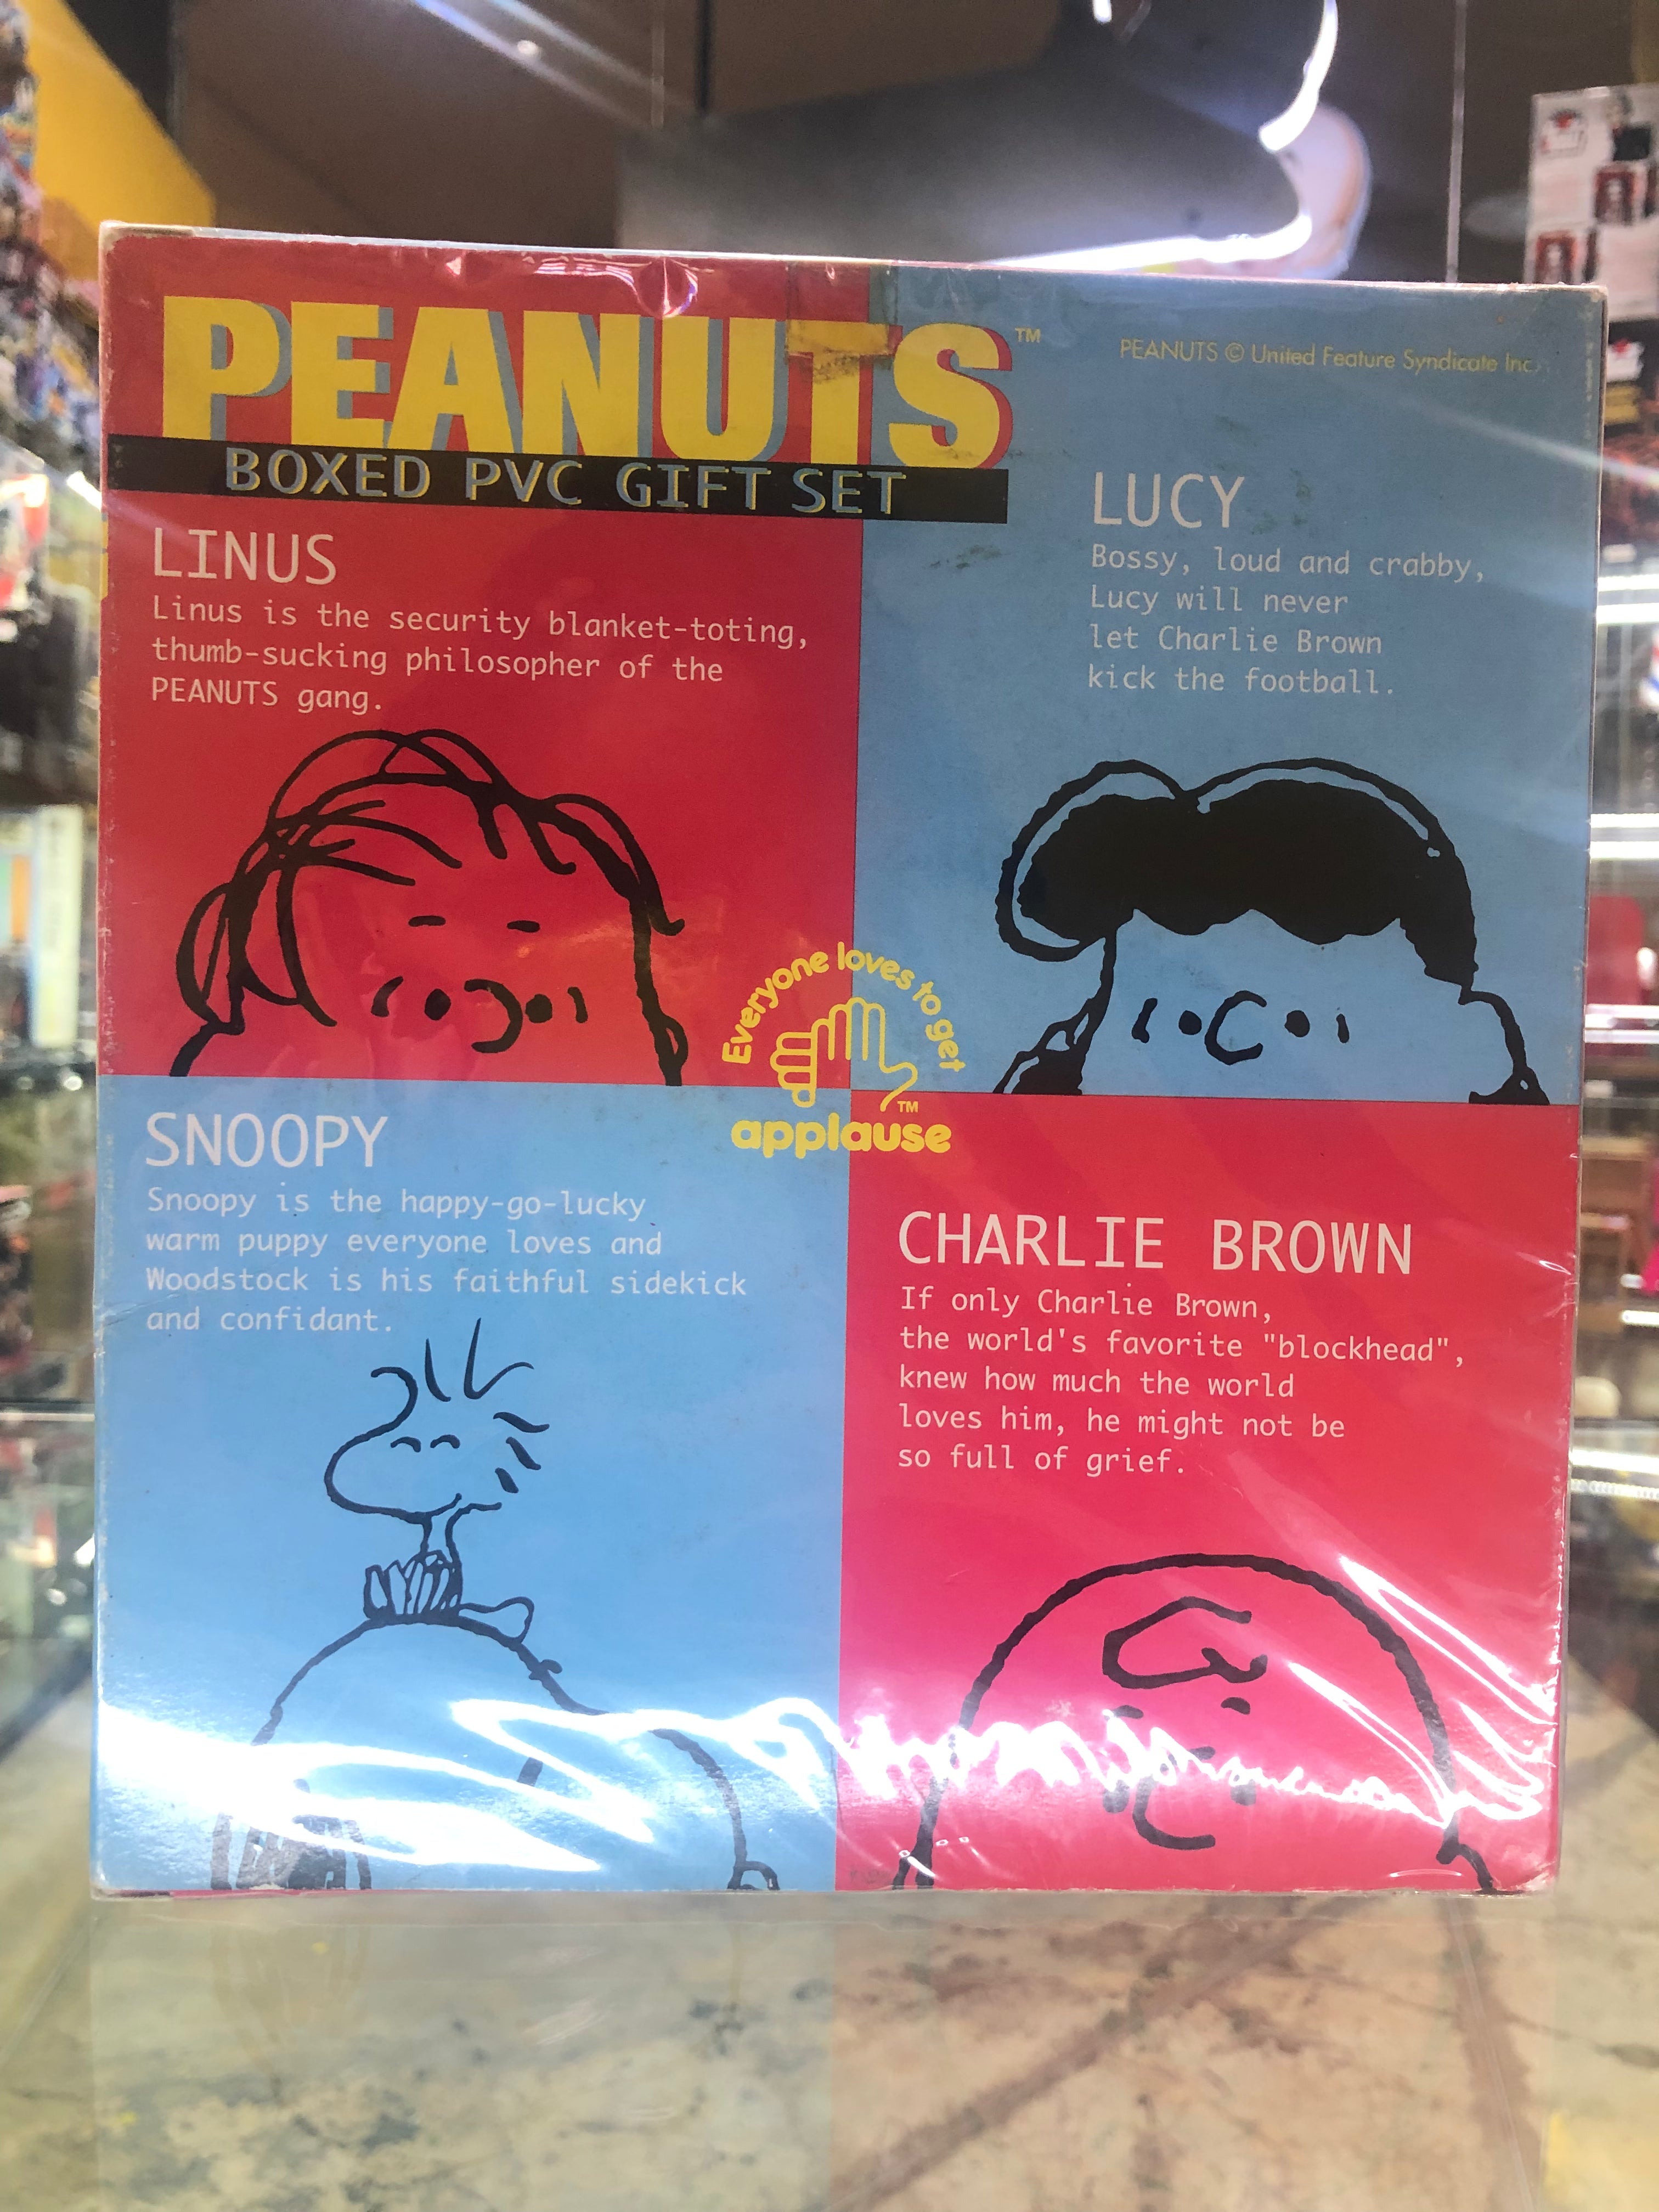 PEANUTS™
BOXED PVC GIFT SET
PEANUTS © United Feature Syndicate Inc.
LINUS
Linus is the security blanket-toting,
thumb-sucking philosopher of the
PEANUTS gang.
LUCY
Bossy, loud and crabby,
Lucy will never
let Charlie Brown
kick the football.
Everyone loves to get
applause™
SNOOPY
Snoopy is the happy-go-lucky
warm puppy everyone loves and
Woodstock is his faithful sidekick
and confidant.
CHARLIE BROWN
If only Charlie Brown,
the world's favorite "blockhead",
knew how much the world
loves him, he might not be
so full of grief.